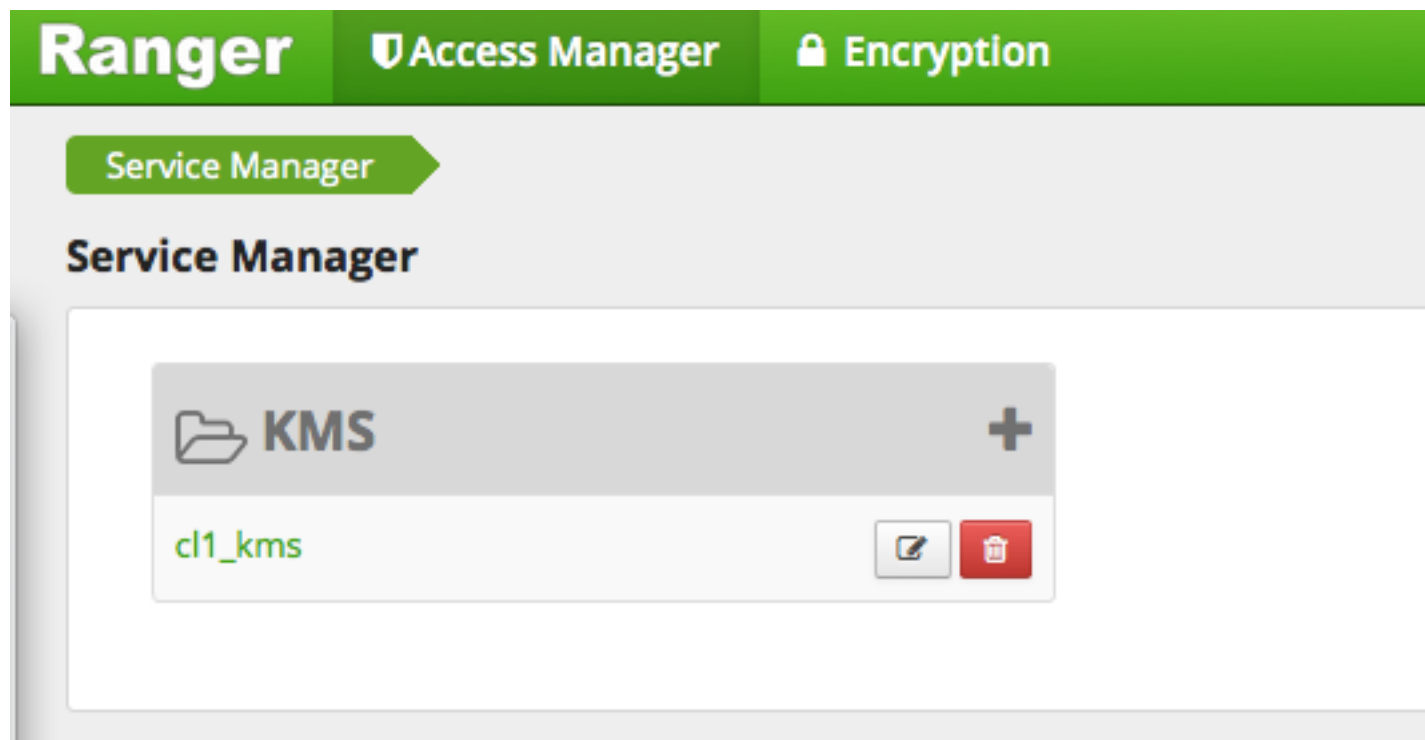 Ranger Access Manager Encryption
Service Manager
Service Manager
KMS
cl1_kms